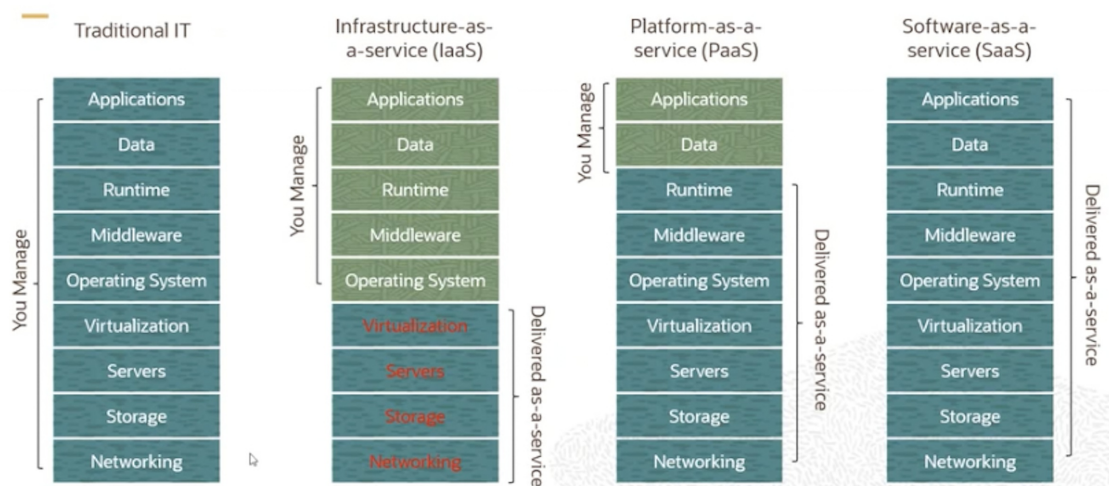 Traditional IT
You Manage
Applications
Data
Runtime
Middleware
Operating System
Virtualization
Servers
Storage
Networking
Infrastructure-as-
a-service (IaaS)
You Manage
Applications
Data
Runtime
Middleware
Operating System
Virtualization
Servers
Storage
Networking
Delivered as-a-service
Platform-as-a-
service (PaaS)
You Manage
Applications
Data
Runtime
Middleware
Operating System
Virtualization
Servers
Storage
Networking
Delivered as-a-service
Software-as-a-
service (SaaS)
Applications
Data
Runtime
Middleware
Operating System
Virtualization
Servers
Storage
Networking
Delivered as-a-service